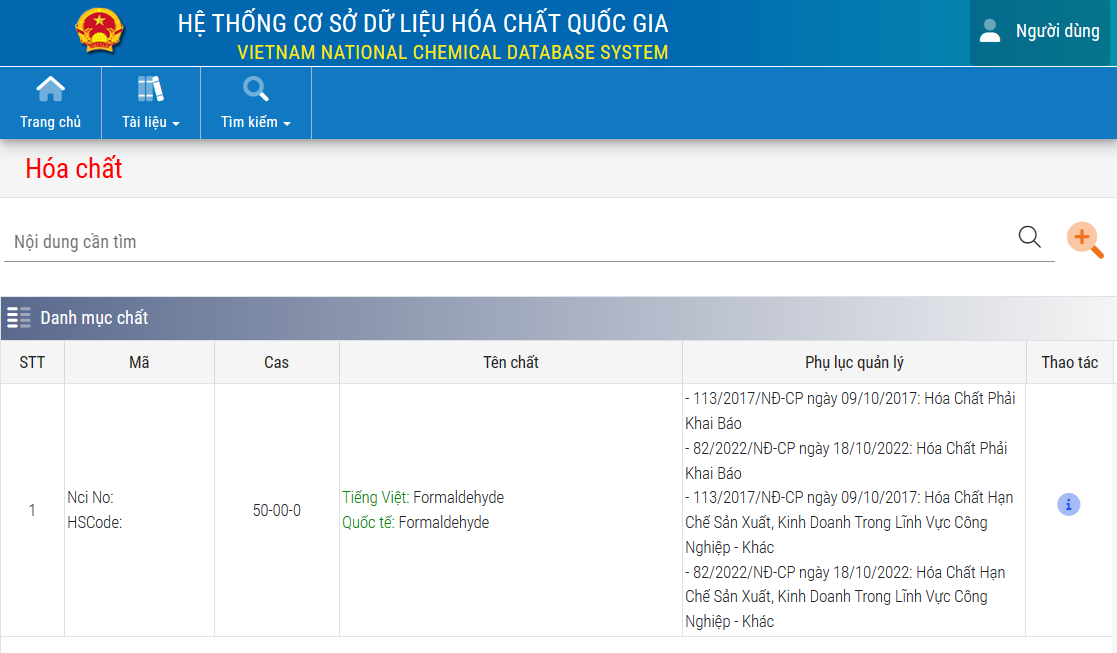 HỆ THỐNG CƠ SỞ DỮ LIỆU HÓA CHẤT QUỐC GIA
VIETNAM NATIONAL CHEMICAL DATABASE SYSTEM
Người dùng
Trang chủ
Tài liệu
Tìm kiếm
Hóa chất
Nội dung cần tìm
Danh mục chất
STT
Mã
Cas
Tên chất
Phụ lục quản lý
Thao tác
1
Nci No:
HSCode:
50-00-0
Tiếng Việt: Formaldehyde
Quốc tế: Formaldehyde
- 113/2017/NĐ-CP ngày 09/10/2017: Hóa Chất Phải
Khai Báo
- 82/2022/NĐ-CP ngày 18/10/2022: Hóa Chất Phải
Khai Báo
- 113/2017/NĐ-CP ngày 09/10/2017: Hóa Chất Hạn
Chế Sản Xuất, Kinh Doanh Trong Lĩnh Vực Công
Nghiệp - Khác
- 82/2022/NĐ-CP ngày 18/10/2022: Hóa Chất Hạn
Chế Sản Xuất, Kinh Doanh Trong Lĩnh Vực Công
Nghiệp - Khác